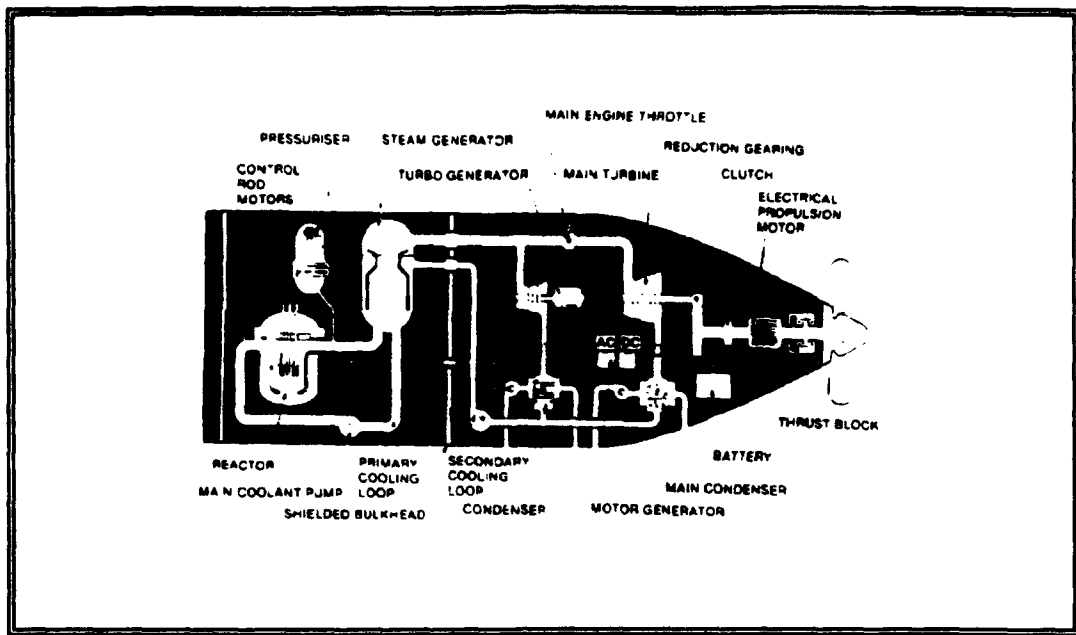 MAIN ENGINE THROTTLE
PRESSURISER
STEAM GENERATOR
REDUCTION GEARING
CONTROL
ROD
MOTORS
TURBO GENERATOR
MAIN TURBINE
CLUTCH
ELECTRICAL
PROPULSION
MOTOR
AC DC
THRUST BLOCK
REACTOR
PRIMARY
COOLING
LOOP
SECONDARY
COOLING
LOOP
BATTERY
MAIN COOLANT PUMP
MAIN CONDENSER
SHIELDED BULKHEAD
CONDENSER
MOTOR GENERATOR